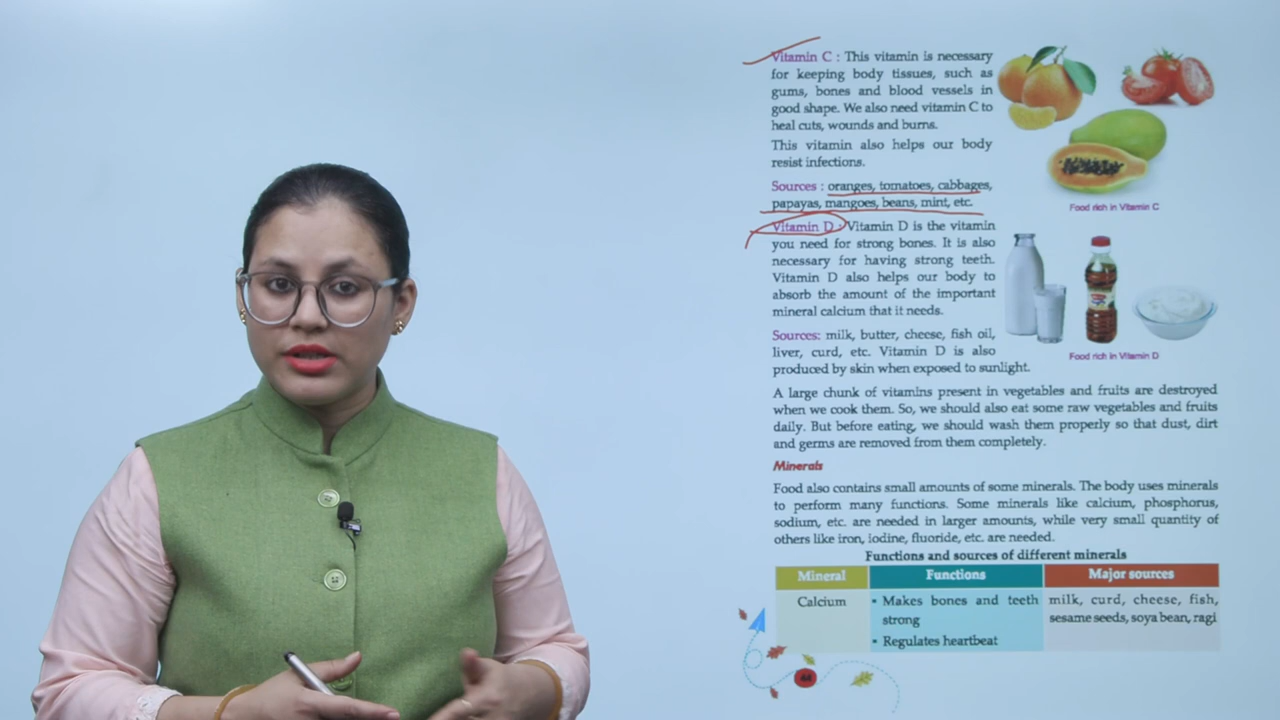 Vitamin C : This vitamin is necessary
for keeping body tissues, such as
gums, bones and blood vessels in
good shape. We also need vitamin C to
heal cuts, wounds and burns.
This vitamin also helps our body
resist infections.
Sources : oranges, tomatoes, cabbages,
papayas, mangoes, beans, mint, etc.
Food rich in Vitamin C
Vitamin D : Vitamin D is the vitamin
you need for strong bones. It is also
necessary for having strong teeth.
Vitamin D also helps our body to
absorb the amount of the important
mineral calcium that it needs.
Sources: milk, butter, cheese, fish oil,
liver, curd, etc. Vitamin D is also
produced by skin when exposed to sunlight.
Food rich in Vitamin D
A large chunk of vitamins present in vegetables and fruits are destroyed
when we cook them. So, we should also eat some raw vegetables and fruits
daily. But before eating, we should wash them properly so that dust, dirt
and germs are removed from them completely.
Minerals
Food also contains small amounts of some minerals. The body uses minerals
to perform many functions. Some minerals like calcium, phosphorus,
sodium, etc. are needed in larger amounts, while very small quantity of
others like iron, iodine, fluoride, etc. are needed.
Functions and sources of different minerals
Mineral Functions Major sources
Calcium • Makes bones and teeth milk, curd, cheese, fish,
strong sesame seeds, soya bean, ragi
• Regulates heartbeat
44